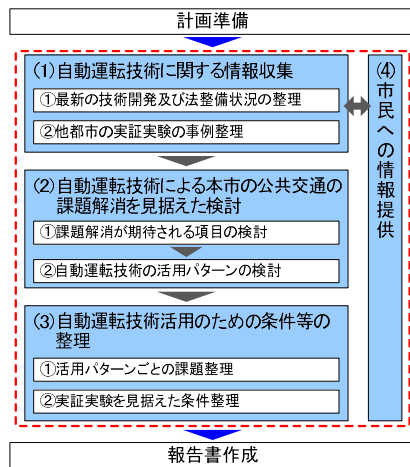 計画準備
(1)自動運転技術に関する情報収集
①最新の技術開発及び法整備状況の整理
②他都市の実証実験の事例整理
(2)自動運転技術による本市の公共交通の
課題解消を見据えた検討
①課題解消が期待される項目の検討
②自動運転技術の活用パターンの検討
(3)自動運転技術活用のための条件等の
整理
①活用パターンごとの課題整理
②実証実験を見据えた条件整理
(4)市民への情報提供
報告書作成